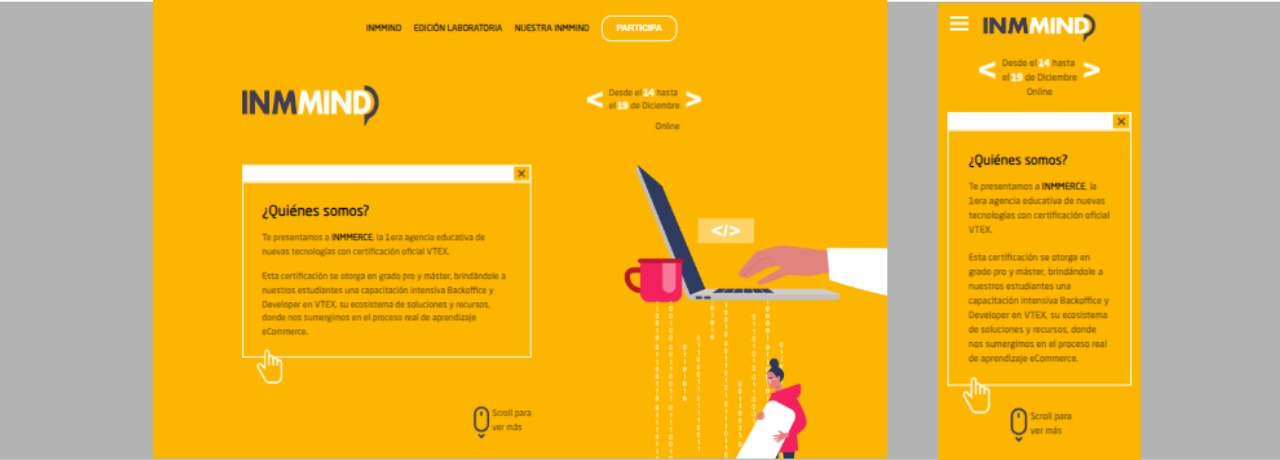 INMMIND EDICIÓN LABORATORIA NUESTRA INMMIND PARTICIPA
INMMIND
< Desde el 14 hasta >
el 19 de Diciembre
Online
¿Quiénes somos?
Te presentamos a INMMERCE, la 1era agencia educativa de
nuevas tecnologías con certificación oficial VTEX.
Esta certificación se otorga en grado pro y máster, brindándole a
nuestros estudiantes una capacitación intensiva Backoffice y
Developer en VTEX, su ecosistema de soluciones y recursos,
donde nos sumergimos en el proceso real de aprendizaje
eCommerce.
</>
Scroll para
ver más
INMMIND
< Desde el 14 hasta >
el 19 de Diciembre
Online
¿Quiénes somos?
Te presentamos a INMMERCE, la
1era agencia educativa de nuevas
tecnologías con certificación oficial
VTEX.
Esta certificación se otorga en
grado pro y máster, brindándole a
nuestros estudiantes una
capacitación intensiva Backoffice y
Developer en VTEX, su ecosistema
de soluciones y recursos, donde
nos sumergimos en el proceso real
de aprendizaje eCommerce.
Scroll para
ver más